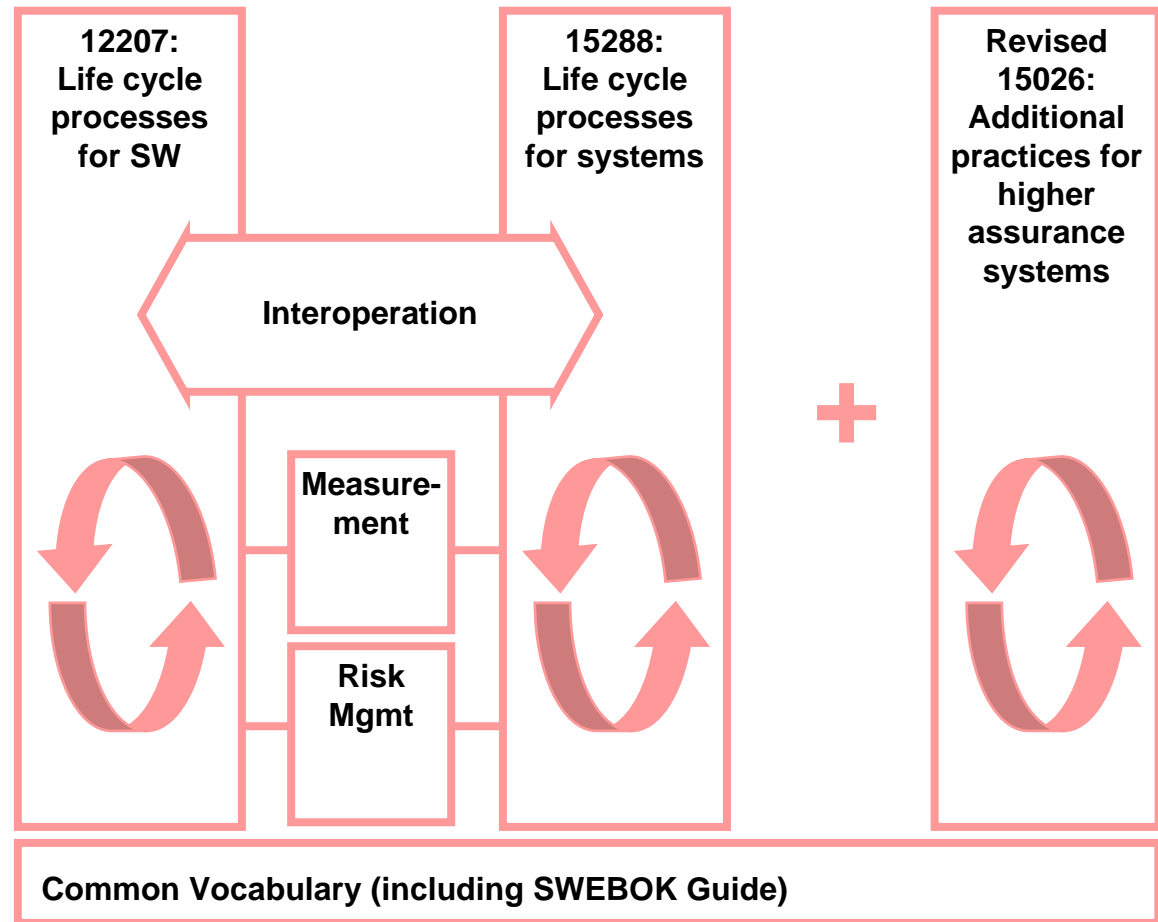 12207:
Life cycle
processes
for SW
15288:
Life cycle
processes
for systems
Revised
15026:
Additional
practices for
higher
assurance
systems
Interoperation
Measure-
ment
Risk
Mgmt
Common Vocabulary (including SWEBOK Guide)